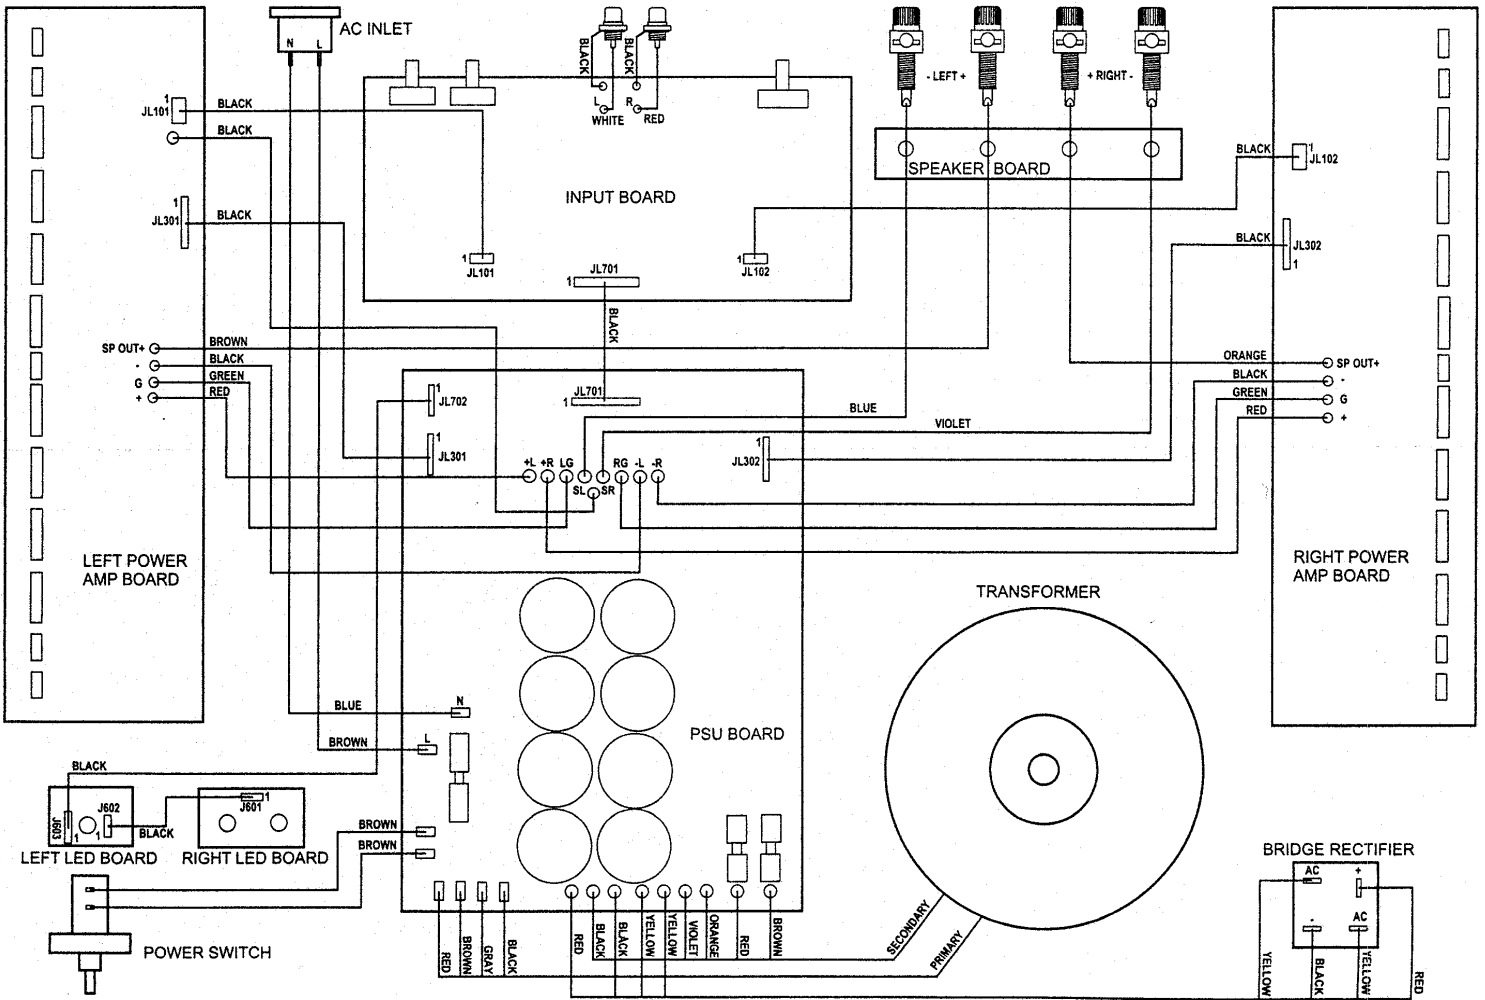 AC INLET
N L
BLACK BLACK
L R
WHITE RED
- LEFT + + RIGHT -
SPEAKER BOARD
1
JL101
BLACK
BLACK
1
JL301
BLACK
INPUT BOARD
1
JL101
JL701
1
1
JL102
BLACK
BLACK
1
JL102
BLACK
JL302
1
SP OUT+
-
G
+
BROWN
BLACK
GREEN
RED
ORANGE
BLACK
GREEN
RED
SP OUT+
-
G
+
1
JL702
JL701
1
BLUE
VIOLET
1
JL301
1
JL302
+L +R LG SL SR RG -L -R
LEFT POWER
AMP BOARD
RIGHT POWER
AMP BOARD
TRANSFORMER
BLUE
N
BROWN
L
PSU BOARD
BLACK
J603
1
J602
1
BLACK
J601
1
LEFT LED BOARD
RIGHT LED BOARD
BROWN
BROWN
POWER SWITCH
RED
BROWN
GRAY
BLACK
RED
BLACK
BLACK
YELLOW
YELLOW
VIOLET
ORANGE
RED
BROWN
SECONDARY
PRIMARY
BRIDGE RECTIFIER
AC +
- AC
YELLOW
BLACK
YELLOW
RED